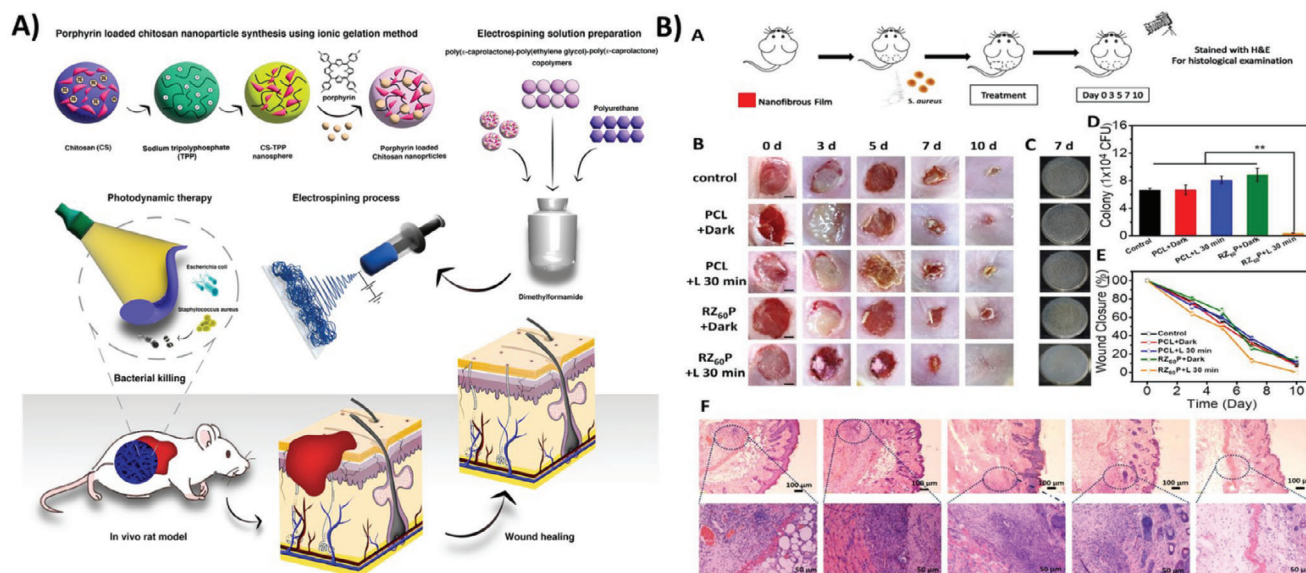 A)
Porphyrin loaded chitosan nanoparticle synthesis using ionic gelation method
porphyrin
Chitosan (CS)
Sodium tripolyphosphate
(TPP)
CS-TPP
nanosphere
Porphyrin loaded
Chitosan nanoprticles
Electrospining solution preparation
poly(ε-caprolactone)-poly(ethylene glycol)-poly(ε-caprolactone)
copolymers
Polyurethane
Dimethylformamide
Photodynamic therapy
Escherichia coli
Staphylococcus aureus
Bacterial killing
Electrospining process
In vivo rat model
Wound healing
B)
A
S. aureus
Nanofibrous Film
Treatment
Day 0 3 5 7 10
Stained with H&E
For histological examination
B
0 d
3 d
5 d
7 d
10 d
control
PCL
+Dark
PCL
+L 30 min
RZ60P
+Dark
RZ60P
+L 30 min
C
7 d
D
Colony (1x10⁴ CFU)
16
12
8
4
0
**
Control
PCL+Dark
PCL+L 30 min
RZ60P+Dark
RZ60P+L 30 min
E
Wound Closure (%)
100
80
60
40
20
0
Control
PCL+Dark
PCL+L 30 min
RZ60P+Dark
RZ60P+L 30 min
0
2
4
6
8
10
Time (Day)
F
100 μm
100 μm
100 μm
100 μm
100 μm
50 μm
50 μm
50 μm
50 μm
50 μm